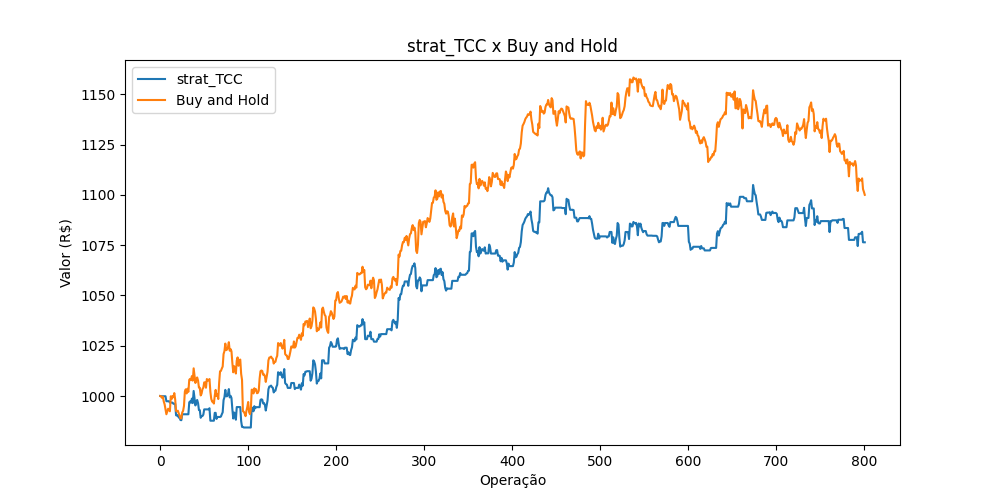 strat_TCC x Buy and Hold
strat_TCC
Buy and Hold
Valor (R$)
1150
1125
1100
1075
1050
1025
1000
0 100 200 300 400 500 600 700 800
Operação